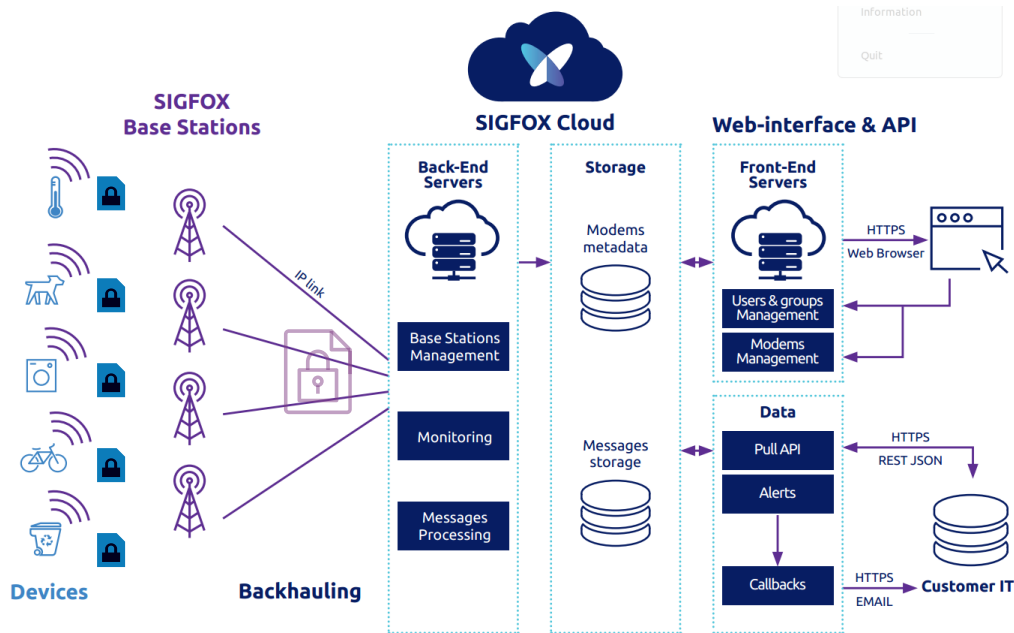 Information
Quit
SIGFOX
Base Stations
SIGFOX Cloud
Web-interface & API
Back-End
Servers
Storage
Front-End
Servers
Modems
metadata
HTTPS
Web Browser
IP link
Users & groups
Management
Base Stations
Management
Modems
Management
Data
Monitoring
Messages
storage
Pull API
HTTPS
REST JSON
Alerts
Messages
Processing
Callbacks
HTTPS
EMAIL
Customer IT
Devices
Backhauling